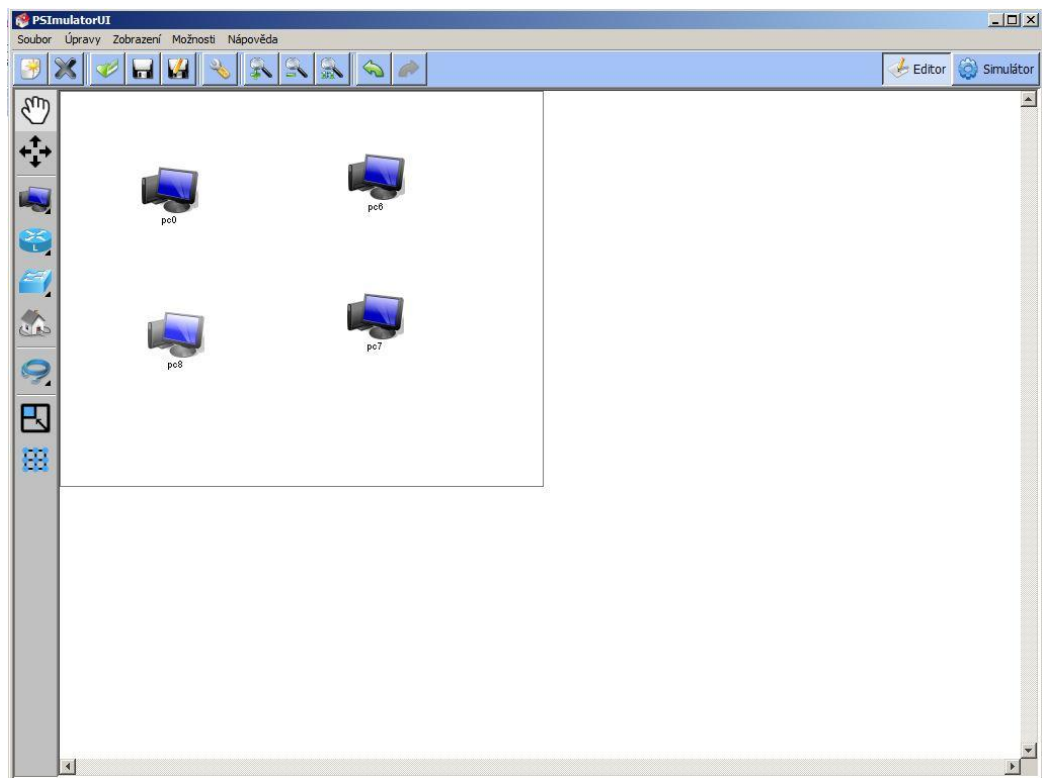 PSImulatorUI
Soubor Úpravy Zobrazení Možnosti Nápověda
Editor Simulátor
pc0
pc6
pc8
pc7